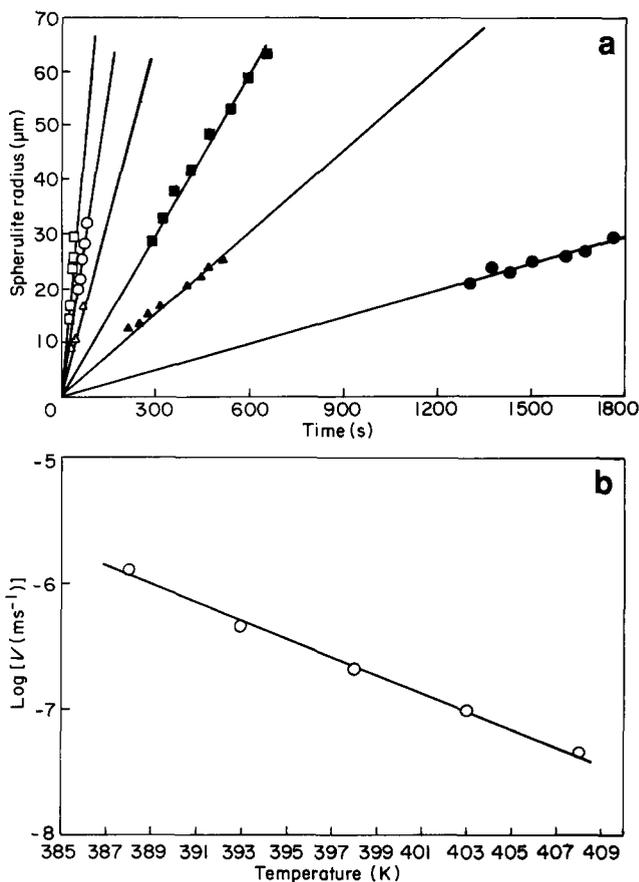 a
70
60
50
40
30
20
10
Spherulite radius (μm)
0 300 600 900 1200 1500 1800
Time (s)
b
-5
-6
-7
-8
Log [V(ms⁻¹)]
385 387 389 391 393 395 397 399 401 403 405 407 409
Temperature (K)